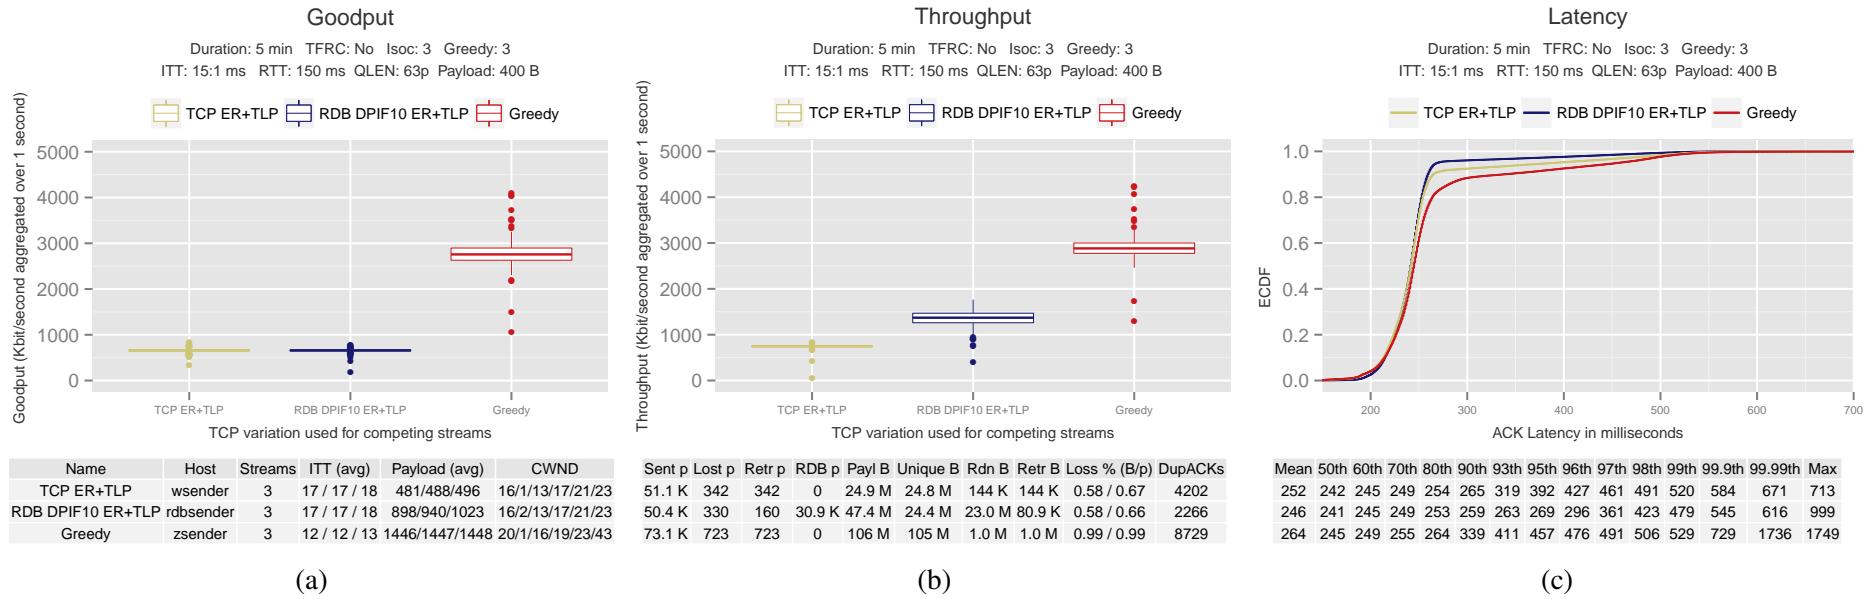 Goodput
Duration: 5 min TFRC: No Isoc: 3 Greedy: 3
ITT: 15:1 ms RTT: 150 ms QLEN: 63p Payload: 400 B
TCP ER+TLP RDB DPIF10 ER+TLP Greedy
Goodput (Kbit/second aggregated over 1 second)
5000
4000
3000
2000
1000
0
TCP ER+TLP RDB DPIF10 ER+TLP Greedy
TCP variation used for competing streams
Name Host Streams ITT (avg) Payload (avg) CWND
TCP ER+TLP wsender 3 17 / 17 / 18 481/488/496 16/1/13/17/21/23
RDB DPIF10 ER+TLP rdbsender 3 17 / 17 / 18 898/940/1023 16/2/13/17/21/23
Greedy zsender 3 12 / 12 / 13 1446/1447/1448 20/1/16/19/23/43
(a)
Throughput
Duration: 5 min TFRC: No Isoc: 3 Greedy: 3
ITT: 15:1 ms RTT: 150 ms QLEN: 63p Payload: 400 B
TCP ER+TLP RDB DPIF10 ER+TLP Greedy
Throughput (Kbit/second aggregated over 1 second)
5000
4000
3000
2000
1000
0
TCP ER+TLP RDB DPIF10 ER+TLP Greedy
TCP variation used for competing streams
Sent p Lost p Retr p RDB p Payl B Unique B Rdn B Retr B Loss % (B/p) DupACKs
51.1 K 342 342 0 24.9 M 24.8 M 144 K 144 K 0.58 / 0.67 4202
50.4 K 330 160 30.9 K 47.4 M 24.4 M 23.0 M 80.9 K 0.58 / 0.66 2266
73.1 K 723 723 0 106 M 105 M 1.0 M 1.0 M 0.99 / 0.99 8729
(b)
Latency
Duration: 5 min TFRC: No Isoc: 3 Greedy: 3
ITT: 15:1 ms RTT: 150 ms QLEN: 63p Payload: 400 B
TCP ER+TLP RDB DPIF10 ER+TLP Greedy
ECDF
1.0
0.8
0.6
0.4
0.2
0.0
200 300 400 500 600 700
ACK Latency in milliseconds
Mean 50th 60th 70th 80th 90th 93th 95th 96th 97th 98th 99th 99.9th 99.99th Max
252 242 245 249 254 265 319 392 427 461 491 520 584 671 713
246 241 245 249 253 259 263 269 296 361 423 479 545 616 999
264 245 249 255 264 339 411 457 476 491 506 529 729 1736 1749
(c)